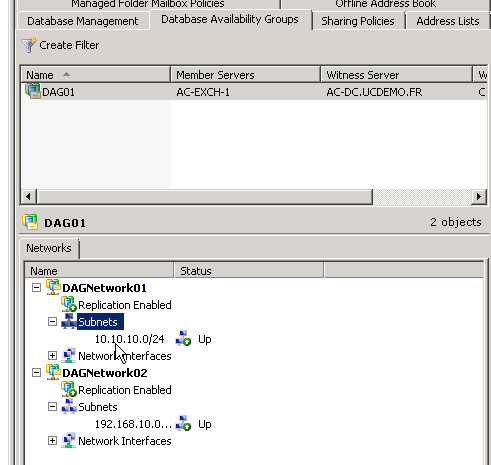 Managed Folder Mailbox Policies Offline Address Book
Database Management Database Availability Groups Sharing Policies Address Lists
Create Filter
Name Member Servers Witness Server W
DAG01 AC-EXCH-1 AC-DC.UCDEMO.FR C
DAG01 2 objects
Networks
Name Status
DAGNetwork01
Replication Enabled
Subnets
10.10.10.0/24 Up
Network Interfaces
DAGNetwork02
Replication Enabled
Subnets
192.168.10.0... Up
Network Interfaces